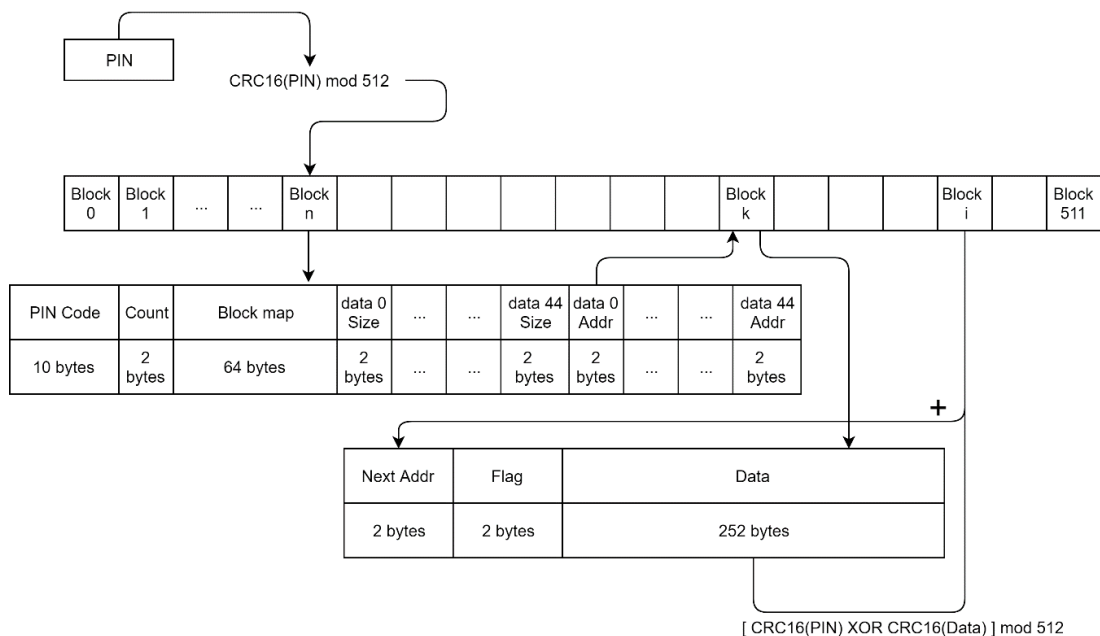 PIN
CRC16(PIN) mod 512
Block 0
Block 1
...
...
Block n
Block k
Block i
Block 511
PIN Code
Count
Block map
data 0 Size
...
...
data 44 Size
data 0 Addr
...
...
data 44 Addr
10 bytes
2 bytes
64 bytes
2 bytes
...
...
2 bytes
2 bytes
...
...
2 bytes
+
Next Addr
Flag
Data
2 bytes
2 bytes
252 bytes
[ CRC16(PIN) XOR CRC16(Data) ] mod 512